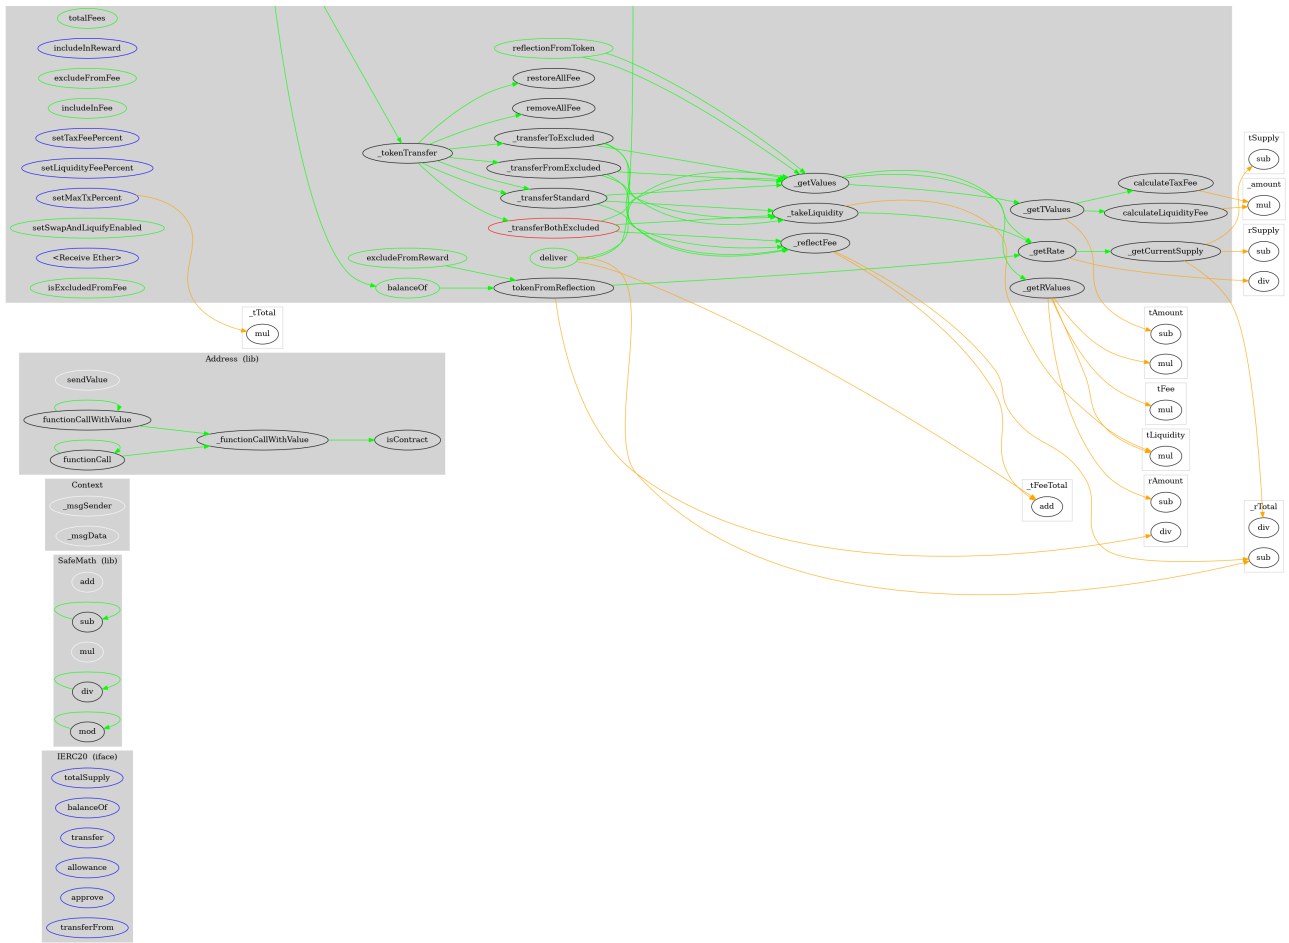 totalFees
includeInReward
excludeFromFee
includeInFee
setTaxFeePercent
setLiquidityFeePercent
setMaxTxPercent
setSwapAndLiquifyEnabled
<Receive Ether>
isExcludedFromFee
_tokenTransfer
excludeFromReward
balanceOf
reflectionFromToken
restoreAllFee
removeAllFee
_transferToExcluded
_transferFromExcluded
_transferStandard
_transferBothExcluded
deliver
tokenFromReflection
_getValues
_takeLiquidity
_reflectFee
_getTValues
_getRate
_getRValues
calculateTaxFee
calculateLiquidityFee
_getCurrentSupply
tSupply
sub
_amount
mul
rSupply
sub
div
_tTotal
mul
tAmount
sub
mul
tFee
mul
tLiquidity
mul
rAmount
sub
div
_tFeeTotal
add
_rTotal
div
sub
Address (lib)
sendValue
functionCallWithValue
functionCall
_functionCallWithValue
isContract
Context
_msgSender
_msgData
SafeMath (lib)
add
sub
mul
div
mod
IERC20 (iface)
totalSupply
balanceOf
transfer
allowance
approve
transferFrom